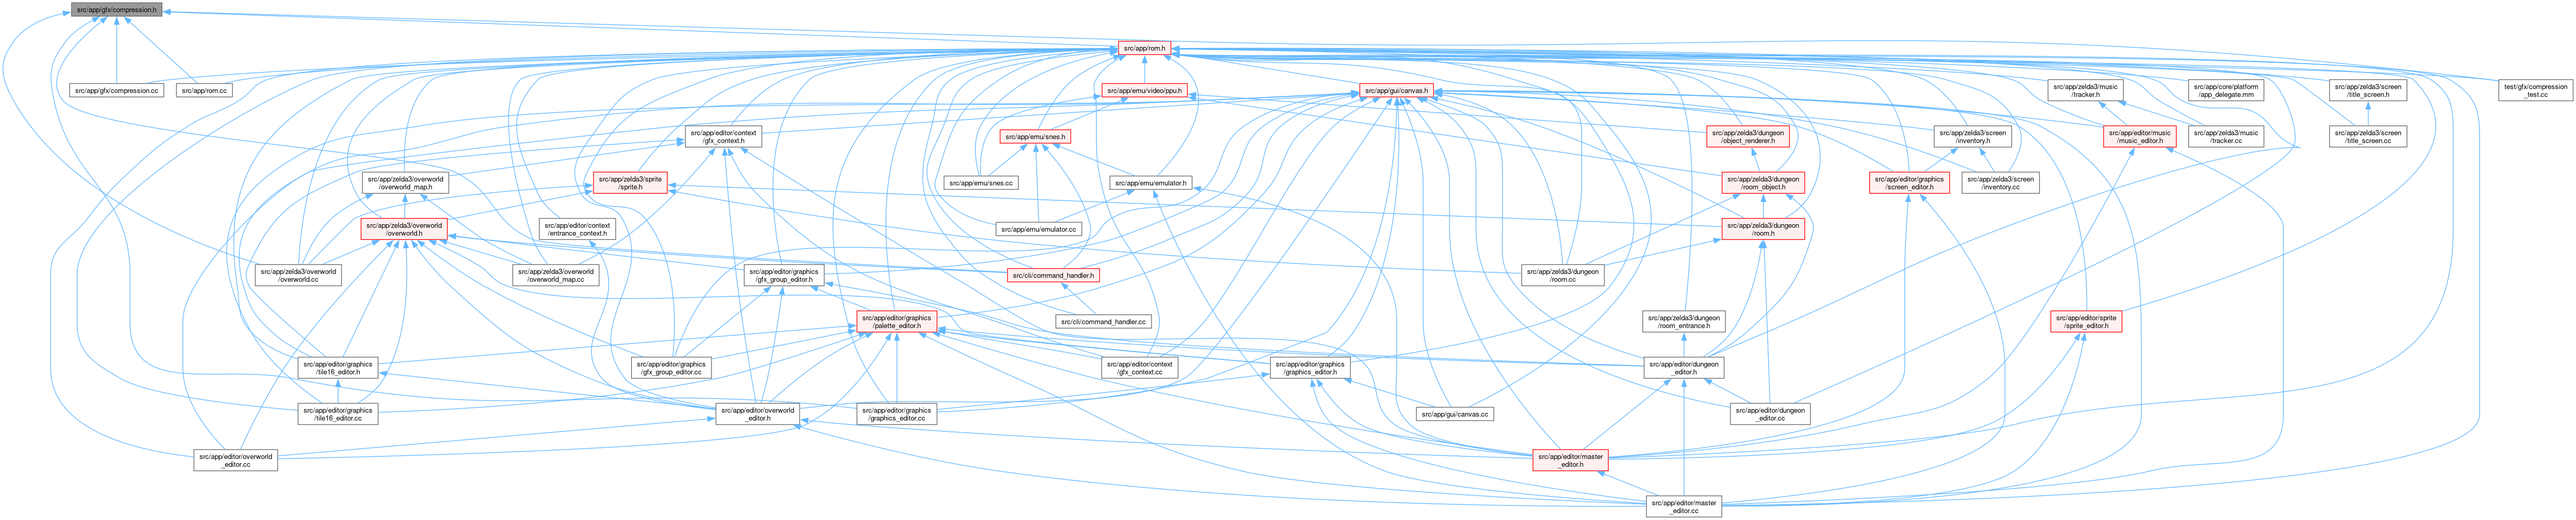 src/app/gfx/compression.h
src/app/rom.h
src/app/gfx/compression.cc
src/app/rom.cc
src/app/emu/video/ppu.h
src/app/gui/canvas.h
src/app/zelda3/music
/tracker.h
src/app/core/platform
/app_delegate.mm
src/app/zelda3/screen
/title_screen.h
test/gfx/compression
_test.cc
src/app/editor/context
/gfx_context.h
src/app/emu/snes.h
src/app/zelda3/dungeon
/object_renderer.h
src/app/zelda3/screen
/inventory.h
src/app/editor/music
/music_editor.h
src/app/zelda3/music
/tracker.cc
src/app/zelda3/screen
/title_screen.cc
src/app/zelda3/overworld
/overworld_map.h
src/app/zelda3/sprite
/sprite.h
src/app/emu/snes.cc
src/app/emu/emulator.h
src/app/zelda3/dungeon
/room_object.h
src/app/editor/graphics
/screen_editor.h
src/app/zelda3/screen
/inventory.cc
src/app/zelda3/overworld
/overworld.h
src/app/editor/context
/entrance_context.h
src/app/emu/emulator.cc
src/app/zelda3/dungeon
/room.h
src/app/zelda3/overworld
/overworld.cc
src/app/zelda3/overworld
/overworld_map.cc
src/app/editor/graphics
/gfx_group_editor.h
src/cli/command_handler.h
src/app/zelda3/dungeon
/room.cc
src/app/editor/graphics
/palette_editor.h
src/cli/command_handler.cc
src/app/zelda3/dungeon
/room_entrance.h
src/app/editor/sprite
/sprite_editor.h
src/app/editor/graphics
/tile16_editor.h
src/app/editor/graphics
/gfx_group_editor.cc
src/app/editor/context
/gfx_context.cc
src/app/editor/graphics
/graphics_editor.h
src/app/editor/dungeon
_editor.h
src/app/editor/graphics
/tile16_editor.cc
src/app/editor/overworld
_editor.h
src/app/editor/graphics
/graphics_editor.cc
src/app/gui/canvas.cc
src/app/editor/dungeon
_editor.cc
src/app/editor/overworld
_editor.cc
src/app/editor/master
_editor.h
src/app/editor/master
_editor.cc